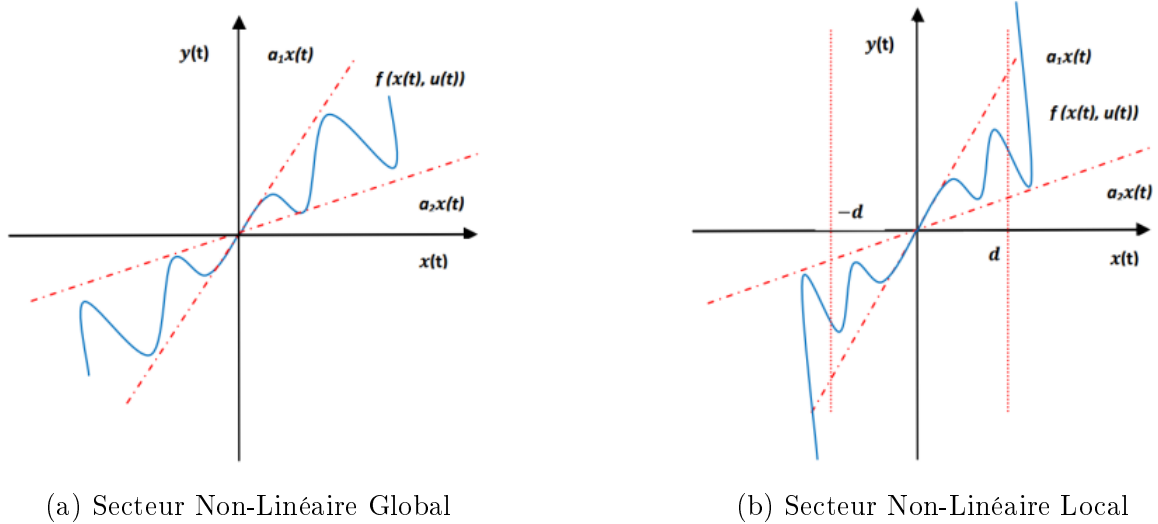 y(t)
a₁x(t)
f (x(t), u(t))
a₂x(t)
x(t)
(a) Secteur Non-Linéaire Global
y(t)
a₁x(t)
f (x(t), u(t))
a₂x(t)
−d
d
x(t)
(b) Secteur Non-Linéaire Local